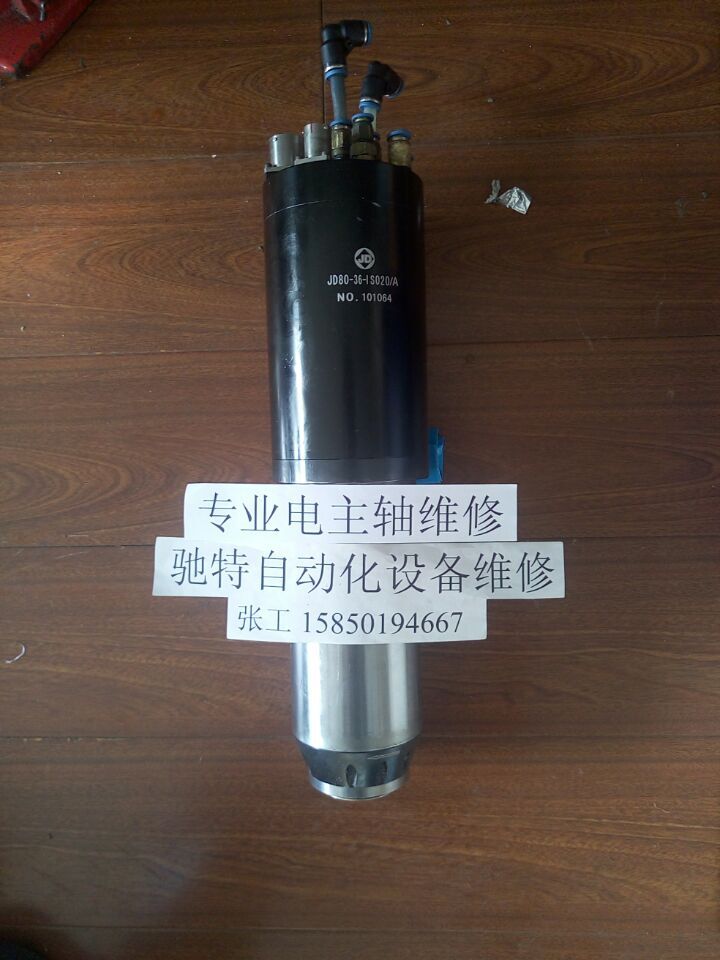 JD
JD80-36-ISO20/A
NO.101064
专业电主轴维修
驰特自动化设备维修
张工 15850194667